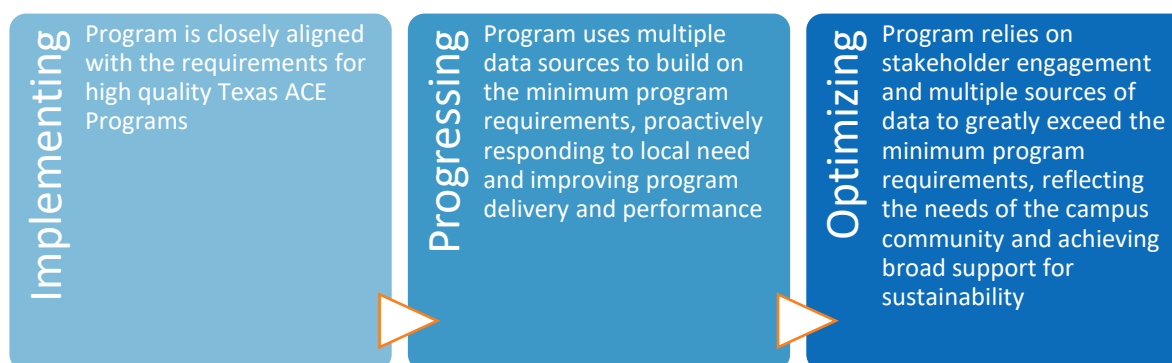 Implementing
Program is closely aligned
with the requirements for
high quality Texas ACE
Programs
Progressing
Program uses multiple
data sources to build on
the minimum program
requirements, proactively
responding to local need
and improving program
delivery and performance
Optimizing
Program relies on
stakeholder engagement
and multiple sources of
data to greatly exceed the
minimum program
requirements, reflecting
the needs of the campus
community and achieving
broad support for
sustainability